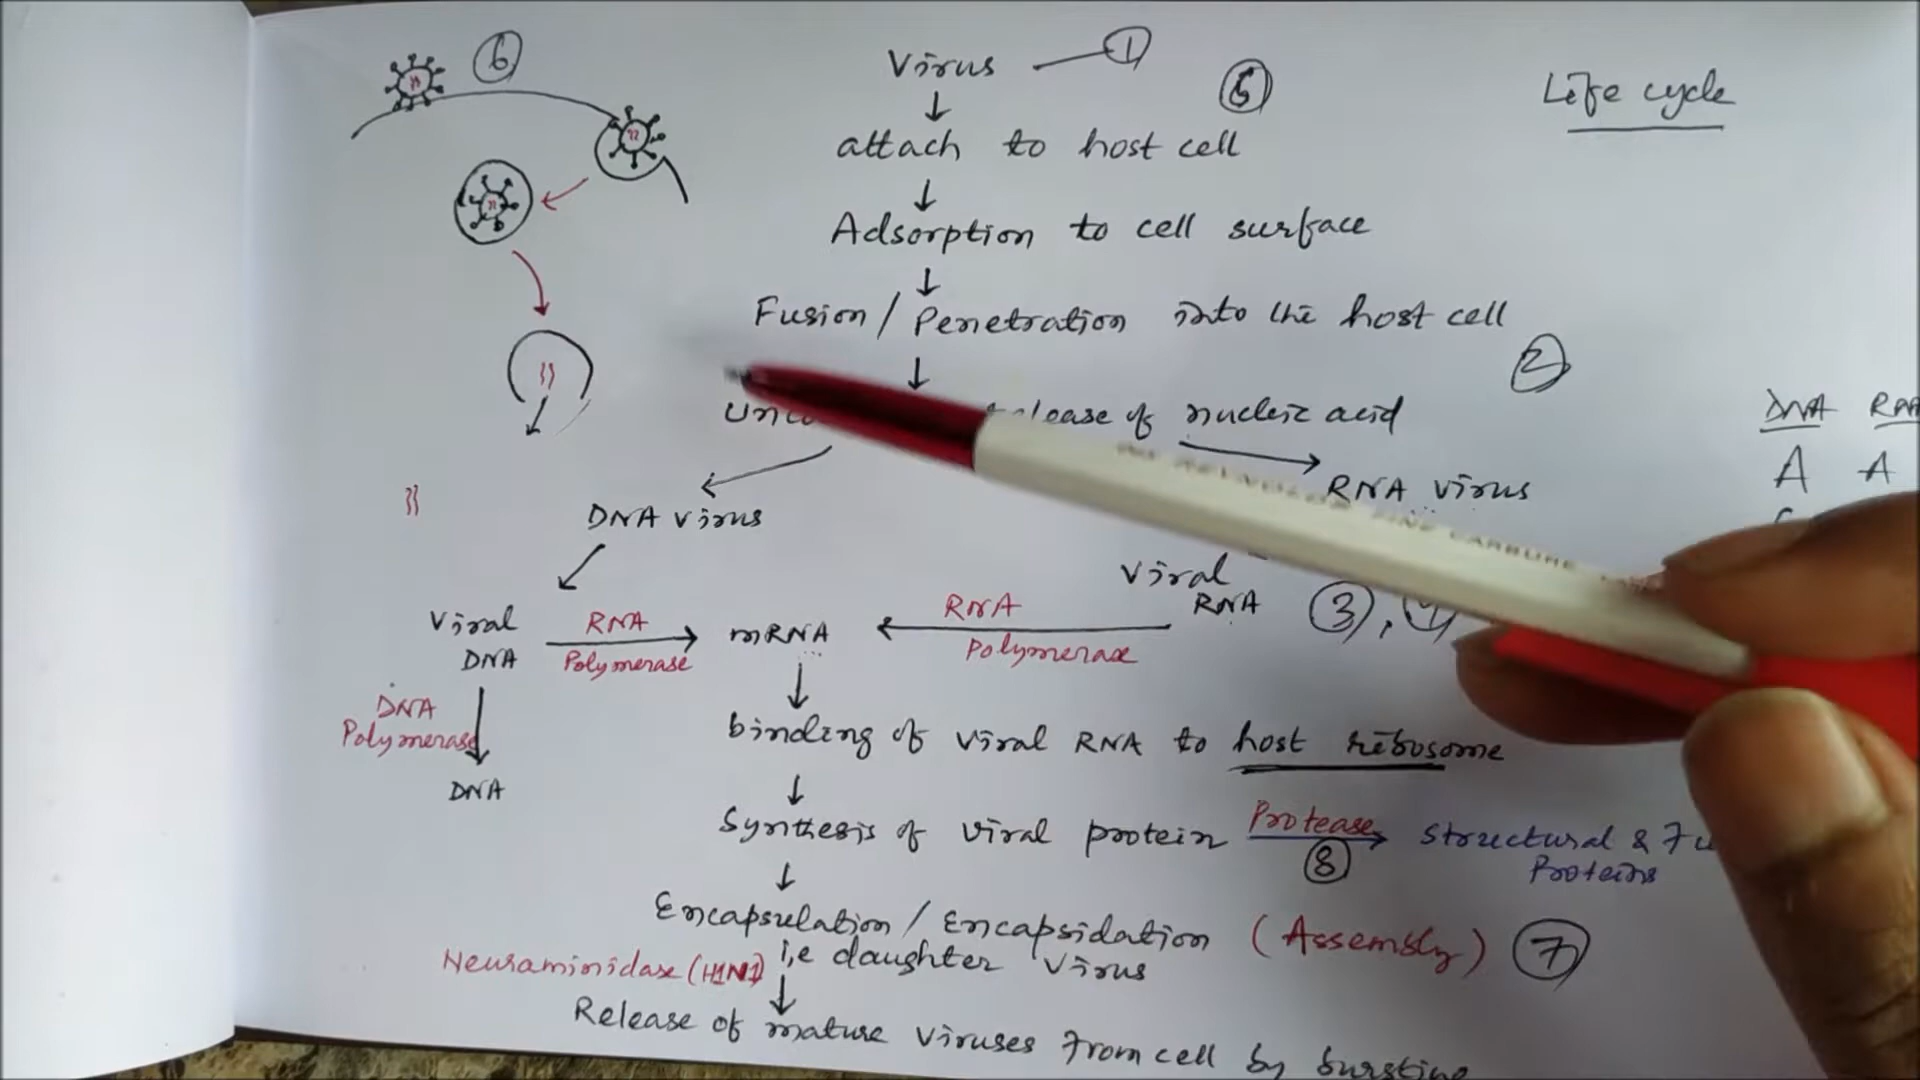 6
Virus 1
5
Life cycle
attach to host cell
Adsorption to cell surface
Fusion / Penetration into the host cell
2
release of nucleic acid
DNA
A A
DNA virus
RNA virus
Viral
DNA
RNA
Polymerase
mRNA
RNA
Polymerase
Viral
RNA
3, 4
DNA
Polymerase
DNA
binding of viral RNA to host ribosome
Synthesis of viral protein Protease Structural &
8 Proteins
Encapsulation / Encapsidation (Assembly) 7
Neuraminidase (H1N1) i,e daughter virus
Release of mature viruses from cell by bursting